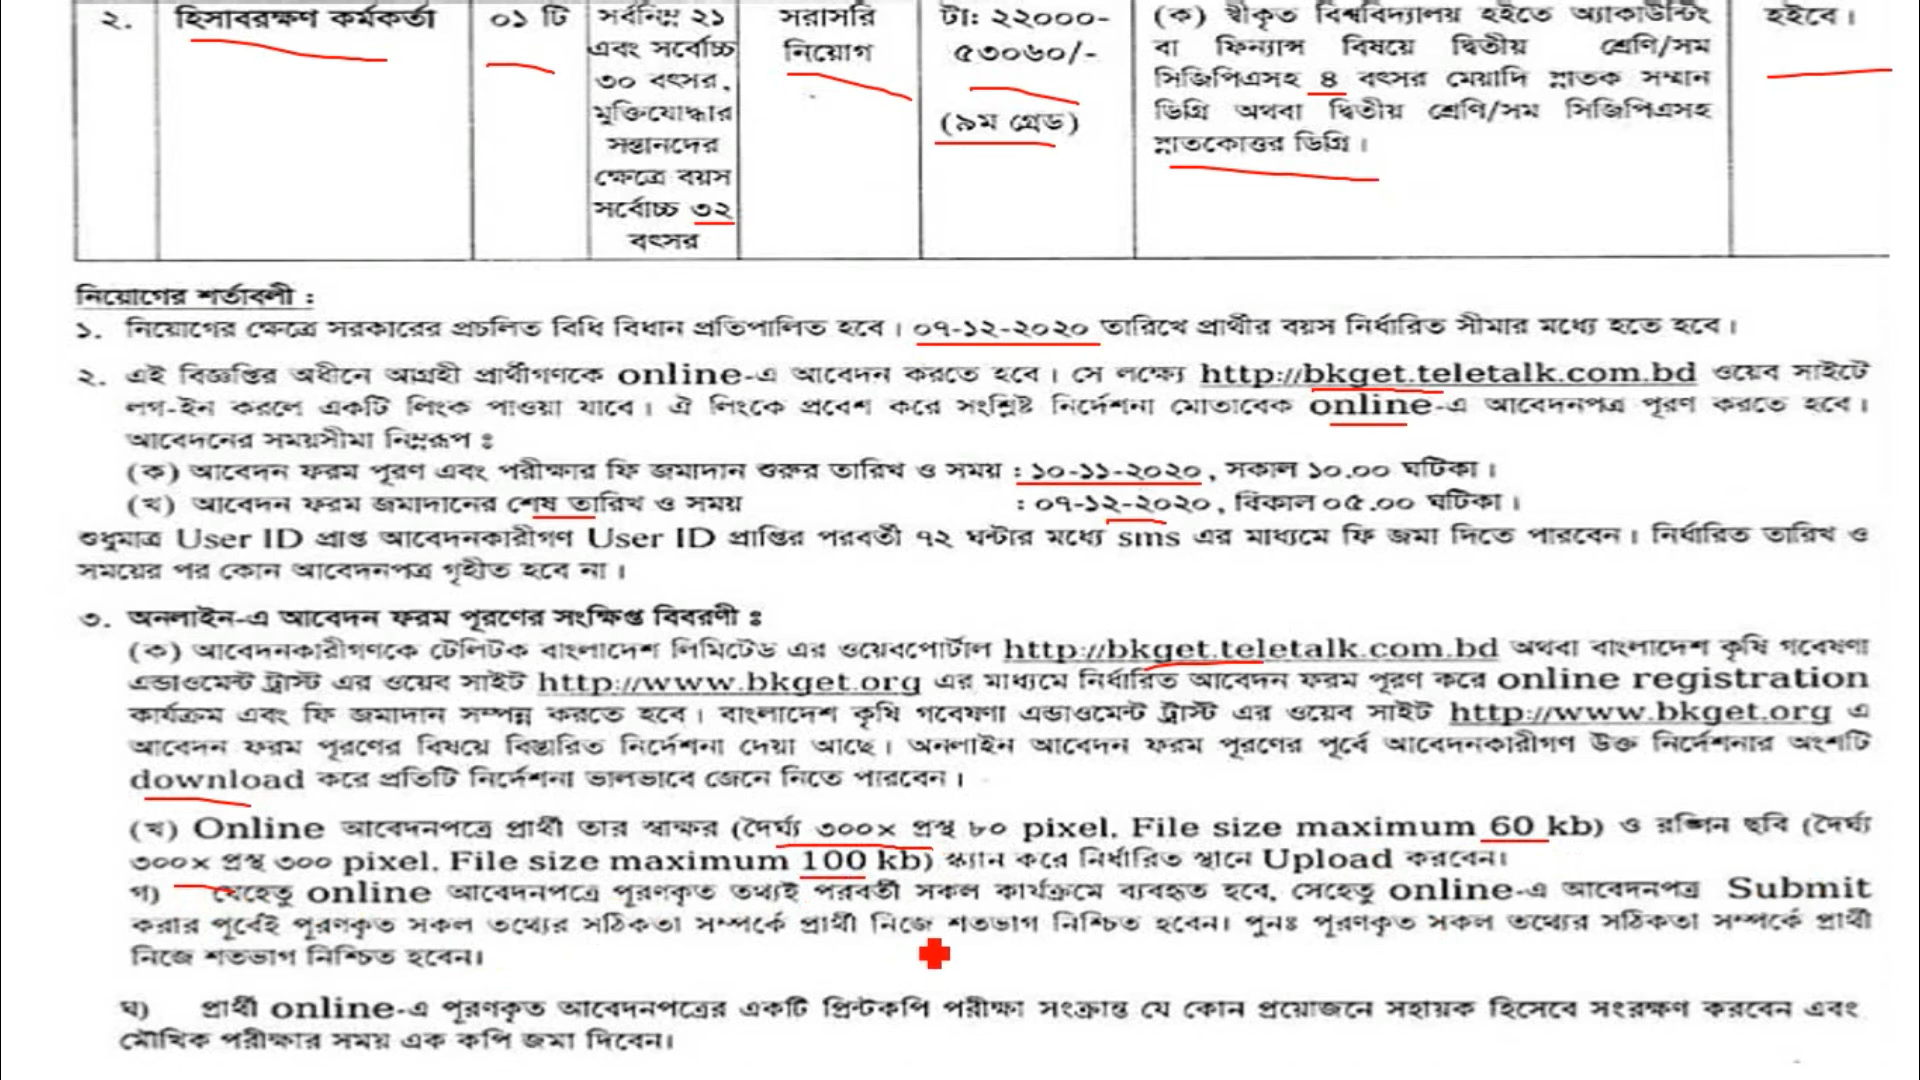 ২. হিসাবরক্ষণ কর্মকর্তা ০১ টি সর্বনিম্ন ২১ এবং সর্বোচ্চ ৩০ বৎসর, মুক্তিযোদ্ধার সন্তানদের ক্ষেত্রে বয়স সর্বোচ্চ ৩২ বৎসর
সরাসরি নিয়োগ
টা: ২২০০০-
৫৩০৬০/-
(৯ম গ্রেড)
(ক) স্বীকৃত বিশ্ববিদ্যালয় হইতে অ্যাকাউন্টিং
বা ফিন্যান্স বিষয়ে দ্বিতীয় শ্রেণি/সম
সিজিপিএসহ ৪ বৎসর মেয়াদি স্নাতক সম্মান
ডিগ্রি অথবা দ্বিতীয় শ্রেণি/সম সিজিপিএসহ
স্নাতকোত্তর ডিগ্রি।
হইবে।
নিয়োগের শর্তাবলী :
১. নিয়োগের ক্ষেত্রে সরকারের প্রচলিত বিধি বিধান প্রতিপালিত হবে। ০৭-১২-২০২০ তারিখে প্রার্থীর বয়স নির্ধারিত সীমার মধ্যে হতে হবে।
২. এই বিজ্ঞপ্তির অধীনে আগ্রহী প্রার্থীগণকে online-এ আবেদন করতে হবে। সে লক্ষ্যে http://bkget.teletalk.com.bd ওয়েব সাইটে
লগ-ইন করলে একটি লিংক পাওয়া যাবে। ঐ লিংকে প্রবেশ করে সংশ্লিষ্ট নির্দেশনা মোতাবেক online-এ আবেদনপত্র পূরণ করতে হবে।
আবেদনের সময়সীমা নিম্নরূপ ঃ
(ক) আবেদন ফরম পূরণ এবং পরীক্ষার ফি জমাদান শুরুর তারিখ ও সময় : ১০-১১-২০২০, সকাল ১০.০০ ঘটিকা।
(খ) আবেদন ফরম জমাদানের শেষ তারিখ ও সময় : ০৭-১২-২০২০, বিকাল ০৫.০০ ঘটিকা।
শুধুমাত্র User ID প্রাপ্ত আবেদনকারীগণ User ID প্রাপ্তির পরবর্তী ৭২ ঘন্টার মধ্যে sms এর মাধ্যমে ফি জমা দিতে পারবেন। নির্ধারিত তারিখ ও
সময়ের পর কোন আবেদনপত্র গৃহীত হবে না।
৩. অনলাইন-এ আবেদন ফরম পূরণের সংক্ষিপ্ত বিবরণী ঃ
(ক) আবেদনকারীগণকে টেলিটক বাংলাদেশ লিমিটেড এর ওয়েবপোর্টাল http://bkget.teletalk.com.bd অথবা বাংলাদেশ কৃষি গবেষণা
এন্ডাওমেন্ট ট্রাস্ট এর ওয়েব সাইট http://www.bkget.org এর মাধ্যমে নির্ধারিত আবেদন ফরম পূরণ করে online registration
কার্যক্রম এবং ফি জমাদান সম্পন্ন করতে হবে। বাংলাদেশ কৃষি গবেষণা এন্ডাওমেন্ট ট্রাস্ট এর ওয়েব সাইট http://www.bkget.org এ
আবেদন ফরম পূরণের বিষয়ে বিস্তারিত নির্দেশনা দেয়া আছে। অনলাইন আবেদন ফরম পূরণের পূর্বে আবেদনকারীগণ উক্ত নির্দেশনার অংশটি
download করে প্রতিটি নির্দেশনা ভালভাবে জেনে নিতে পারবেন।
(খ) Online আবেদনপত্রে প্রার্থী তার স্বাক্ষর (দৈর্ঘ্য ৩০০× প্রস্থ ৮০ pixel, File size maximum 60 kb) ও রঙ্গিন ছবি (দৈর্ঘ্য
৩০০× প্রস্থ ৩০০ pixel, File size maximum 100 kb) স্ক্যান করে নির্ধারিত স্থানে Upload করবেন।
গ) যেহেতু online আবেদনপত্রে পূরণকৃত তথ্যই পরবর্তী সকল কার্যক্রমে ব্যবহৃত হবে, সেহেতু online-এ আবেদনপত্র Submit
করার পূর্বেই পূরণকৃত সকল তথ্যের সঠিকতা সম্পর্কে প্রার্থী নিজে শতভাগ নিশ্চিত হবেন। পুনঃ পূরণকৃত সকল তথ্যের সঠিকতা সম্পর্কে প্রার্থী
নিজে শতভাগ নিশ্চিত হবেন।
ঘ) প্রার্থী online-এ পূরণকৃত আবেদনপত্রের একটি প্রিন্টকপি পরীক্ষা সংক্রান্ত যে কোন প্রয়োজনে সহায়ক হিসেবে সংরক্ষণ করবেন এবং
মৌখিক পরীক্ষার সময় এক কপি জমা দিবেন।